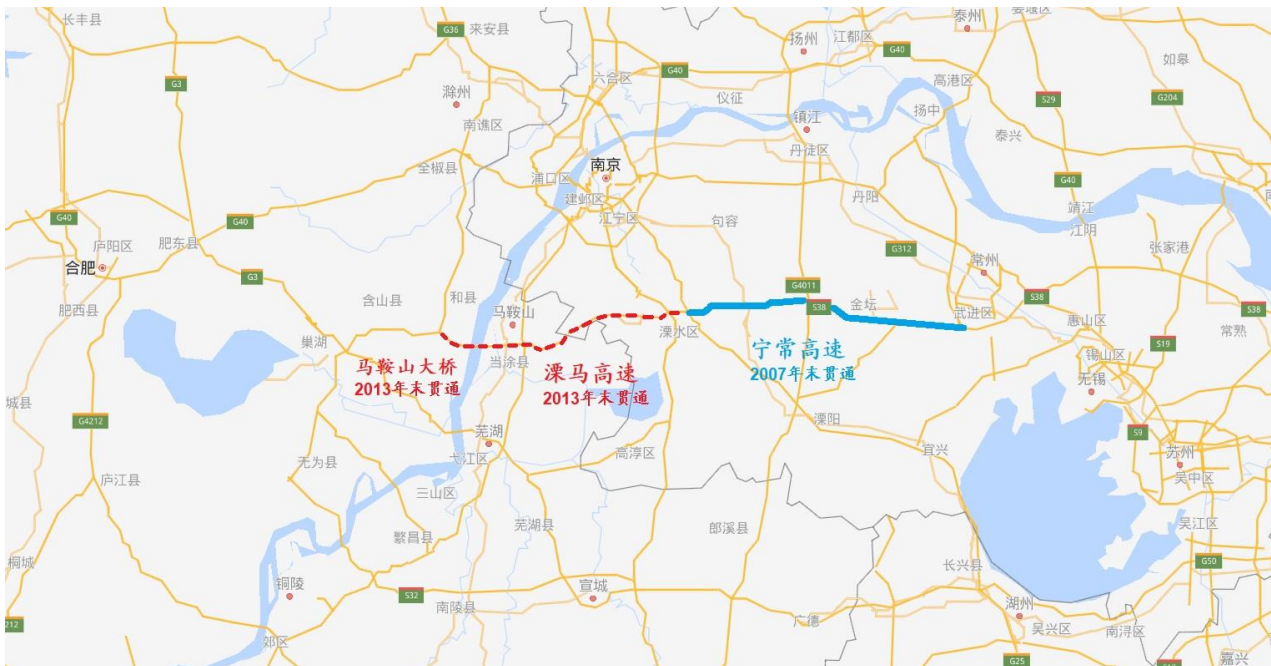 长丰县
G36
来安县
扬州
江都区
泰州
姜堰区
六合区
G40
G40
G3
滁州
仪征
高港区
如皋
S29
G204
南谯区
镇江
扬中
泰兴
全椒县
南京
丹徒区
浦口区
建邺区
江宁区
丹阳
G40
靖江
江阴
句容
G40
G40
庐阳区
肥东县
G312
张家港
合肥
G3
常州
G4011
肥西县
含山县
和县
马鞍山
S38
金坛
武进区
S38
S38
溧水区
惠山区
常熟
巢湖
当涂县
锡山区
S19
马鞍山大桥
2013年末贯通
溧马高速
2013年末贯通
宁常高速
2007年末贯通
无锡
城县
G4212
芜湖
溧阳
S9
弋江区
高淳区
宜兴
苏州
无为县
吴中区
庐江县
三山区
芜湖县
郎溪县
吴江区
繁昌县
桐城
长兴县
G50
铜陵
S32
宣城
南陵县
湖州
广德
212
吴兴区
南浔区
郊区
G25
嘉兴